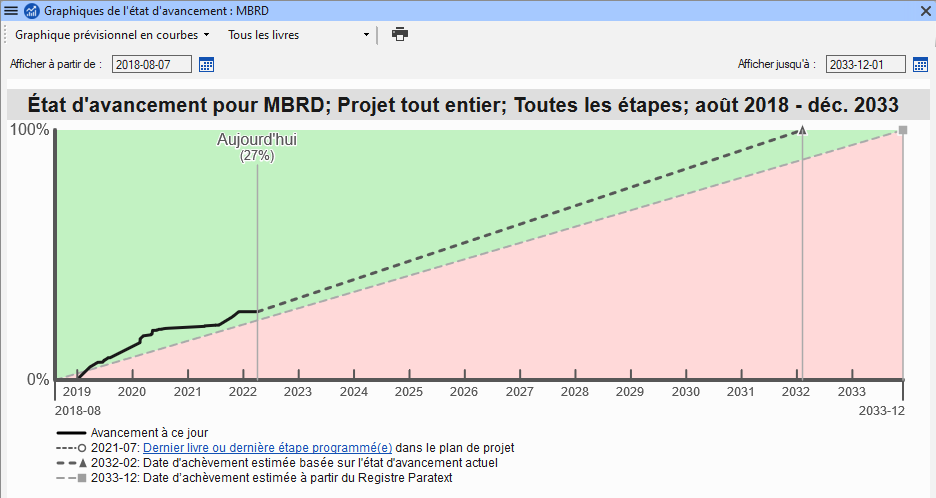 Graphiques de l'état d'avancement : MBRD
Graphique prévisionnel en courbes Tous les livres
Afficher à partir de : 2018-08-07 Afficher jusqu'à : 2033-12-01
État d'avancement pour MBRD; Projet tout entier; Toutes les étapes; août 2018 - déc. 2033
100%
Aujourd'hui
(27%)
0%
2019 2020 2021 2022 2023 2024 2025 2026 2027 2028 2029 2030 2031 2032 2033
2018-08 2033-12
Avancement à ce jour
2021-07: Dernier livre ou dernière étape programmé(e) dans le plan de projet
2032-02: Date d'achèvement estimée basée sur l'état d'avancement actuel
2033-12: Date d'achèvement estimée à partir du Registre Paratext